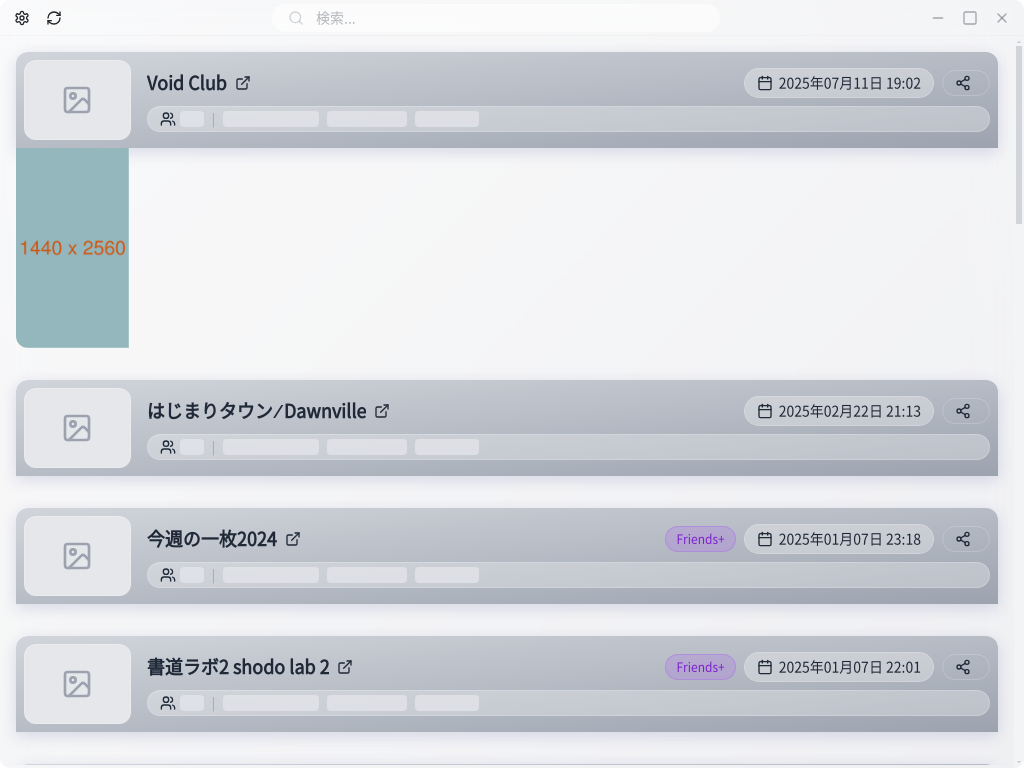 検索...
Void Club
2025年07月11日 19:02
1440 x 2560
はじまりタウン⁄Dawnville
2025年02月22日 21:13
今週の一枚2024
Friends+
2025年01月07日 23:18
書道ラボ2 shodo lab 2
Friends+
2025年01月07日 22:01